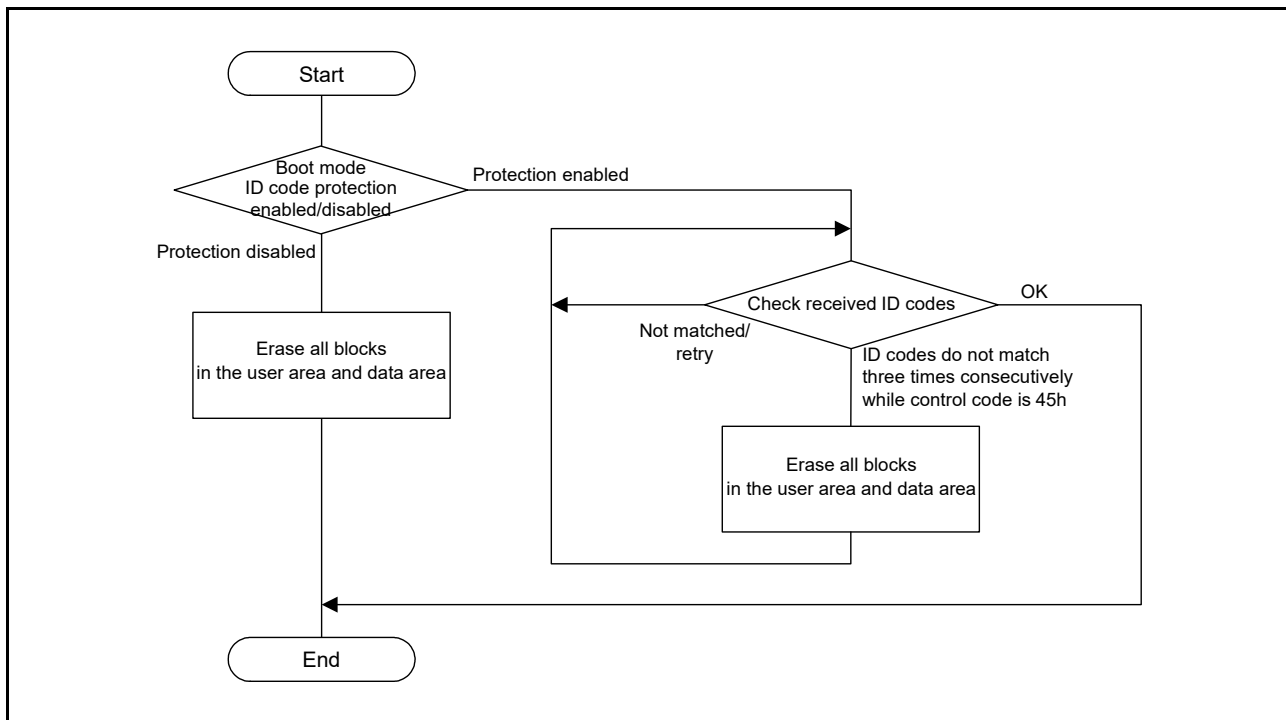 Start
Boot mode
ID code protection
enabled/disabled
Protection enabled
Protection disabled
Erase all blocks
in the user area and data area
Check received ID codes
OK
Not matched/
retry
ID codes do not match
three times consecutively
while control code is 45h
Erase all blocks
in the user area and data area
End